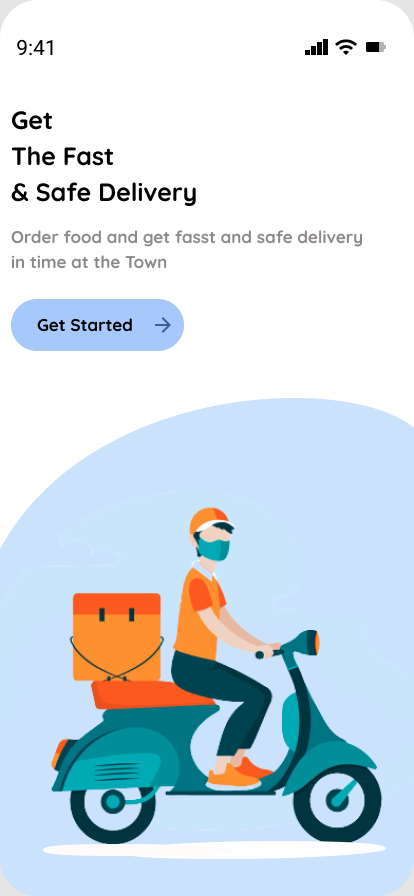 9:41
Get
The Fast
& Safe Delivery
Order food and get fasst and safe delivery
in time at the Town
Get Started